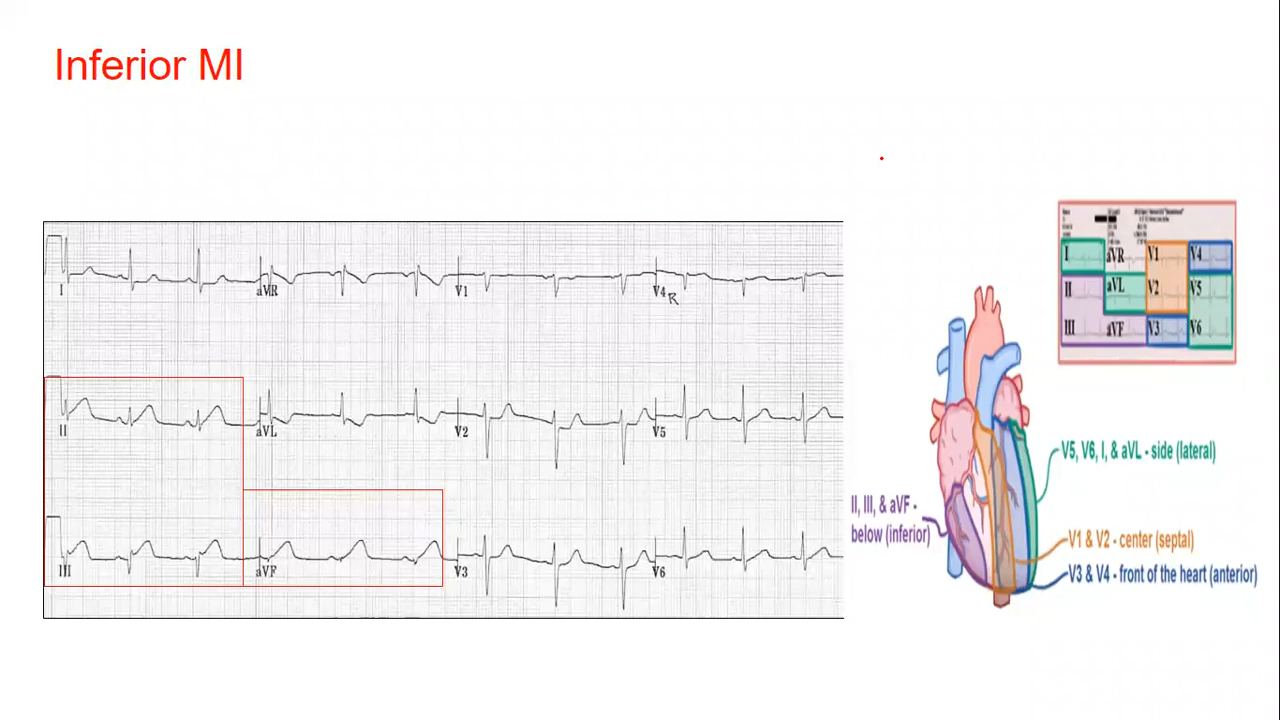 Inferior MI
I
aVR
V1
V4R
II
aVL
V2
V5
III
aVF
V3
V6
I
aVR
V1
V4
II
aVL
V2
V5
III
aVF
V3
V6
V5, V6, I, & aVL - side (lateral)
II, III, & aVF -
below (inferior)
V1 & V2 - center (septal)
V3 & V4 - front of the heart (anterior)